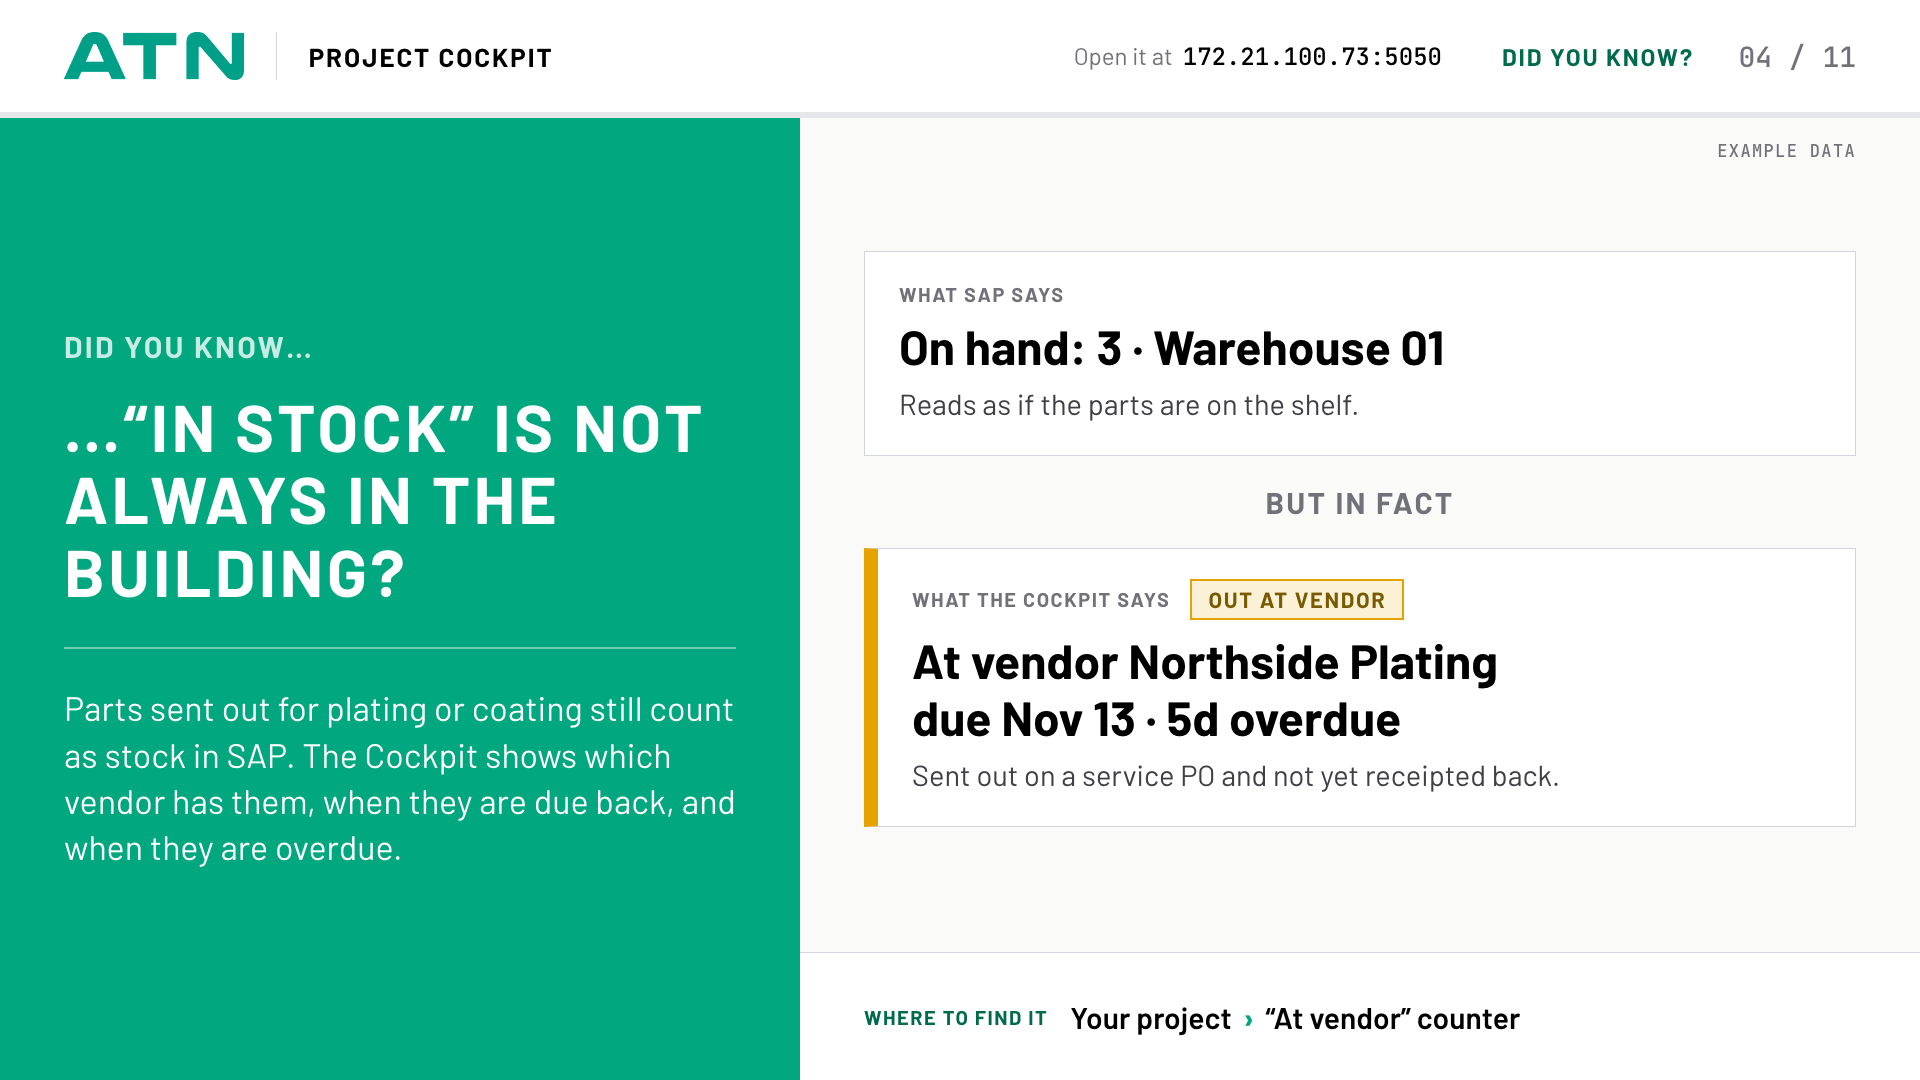 ATN
PROJECT COCKPIT
Open it at 172.21.100.73:5050
DID YOU KNOW?
04 / 11
DID YOU KNOW…
…“IN STOCK” IS NOT
ALWAYS IN THE
BUILDING?
Parts sent out for plating or coating still count
as stock in SAP. The Cockpit shows which
vendor has them, when they are due back, and
when they are overdue.
EXAMPLE DATA
WHAT SAP SAYS
On hand: 3 · Warehouse 01
Reads as if the parts are on the shelf.
BUT IN FACT
WHAT THE COCKPIT SAYS
OUT AT VENDOR
At vendor Northside Plating
due Nov 13 · 5d overdue
Sent out on a service PO and not yet receipted back.
WHERE TO FIND IT
Your project › “At vendor” counter